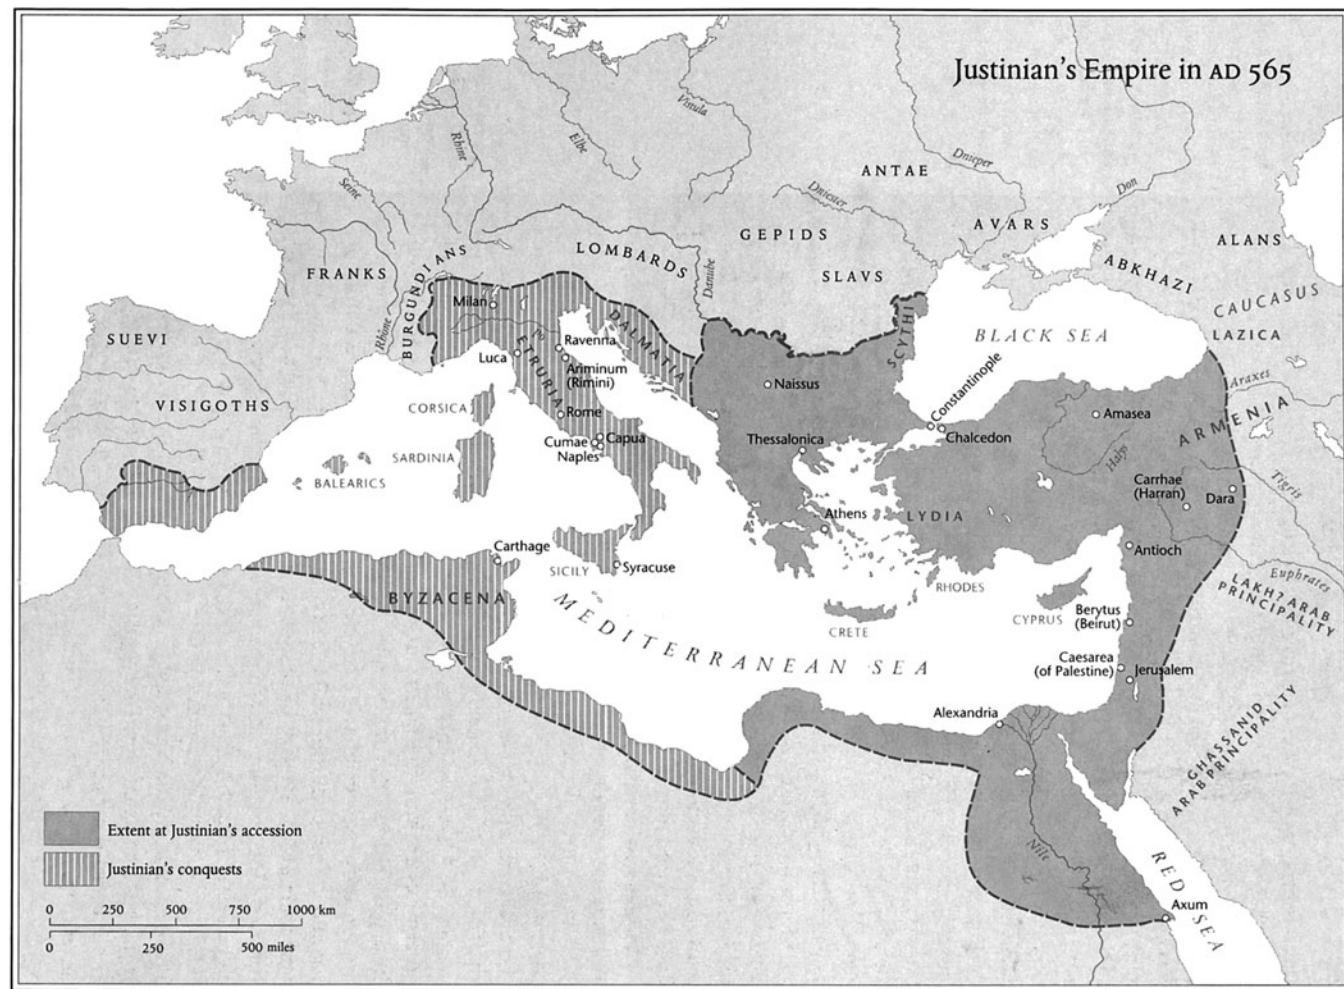 Justinian's Empire in AD 565
Vistula
Elbe
Rhine
Seine
Dnieper
Don
Dniester
ANTAE
AVARS
GEPIDS
ALANS
ABKHAZI
SLAVS
LOMBARDS
Danube
FRANKS
BURGUNDIANS
Rhône
CAUCASUS
LAZICA
BLACK SEA
SCYTHI
SUEVI
VISIGOTHS
Milan
Po
DALMATIA
Ravenna
Luca
ETRURIA
Ariminum
(Rimini)
Naissus
Constantinople
Chalcedon
Amasea
Araxes
ARMENIA
Halys
Tigris
CORSICA
Rome
Capua
Cumae
Naples
SARDINIA
BALEARICS
Thessalonica
Carrhae
(Harran)
Dara
Athens
LYDIA
Antioch
Carthage
SICILY
Syracuse
BYZACENA
RHODES
CYPRUS
CRETE
Euphrates
LAKH? ARAB
PRINCIPALITY
Berytus
(Beirut)
MEDITERRANEAN SEA
Caesarea
(of Palestine)
Jerusalem
Alexandria
GHASSANID
ARAB PRINCIPALITY
Nile
RED SEA
Axum
Extent at Justinian's accession
Justinian's conquests
0 250 500 750 1000 km
0 250 500 miles